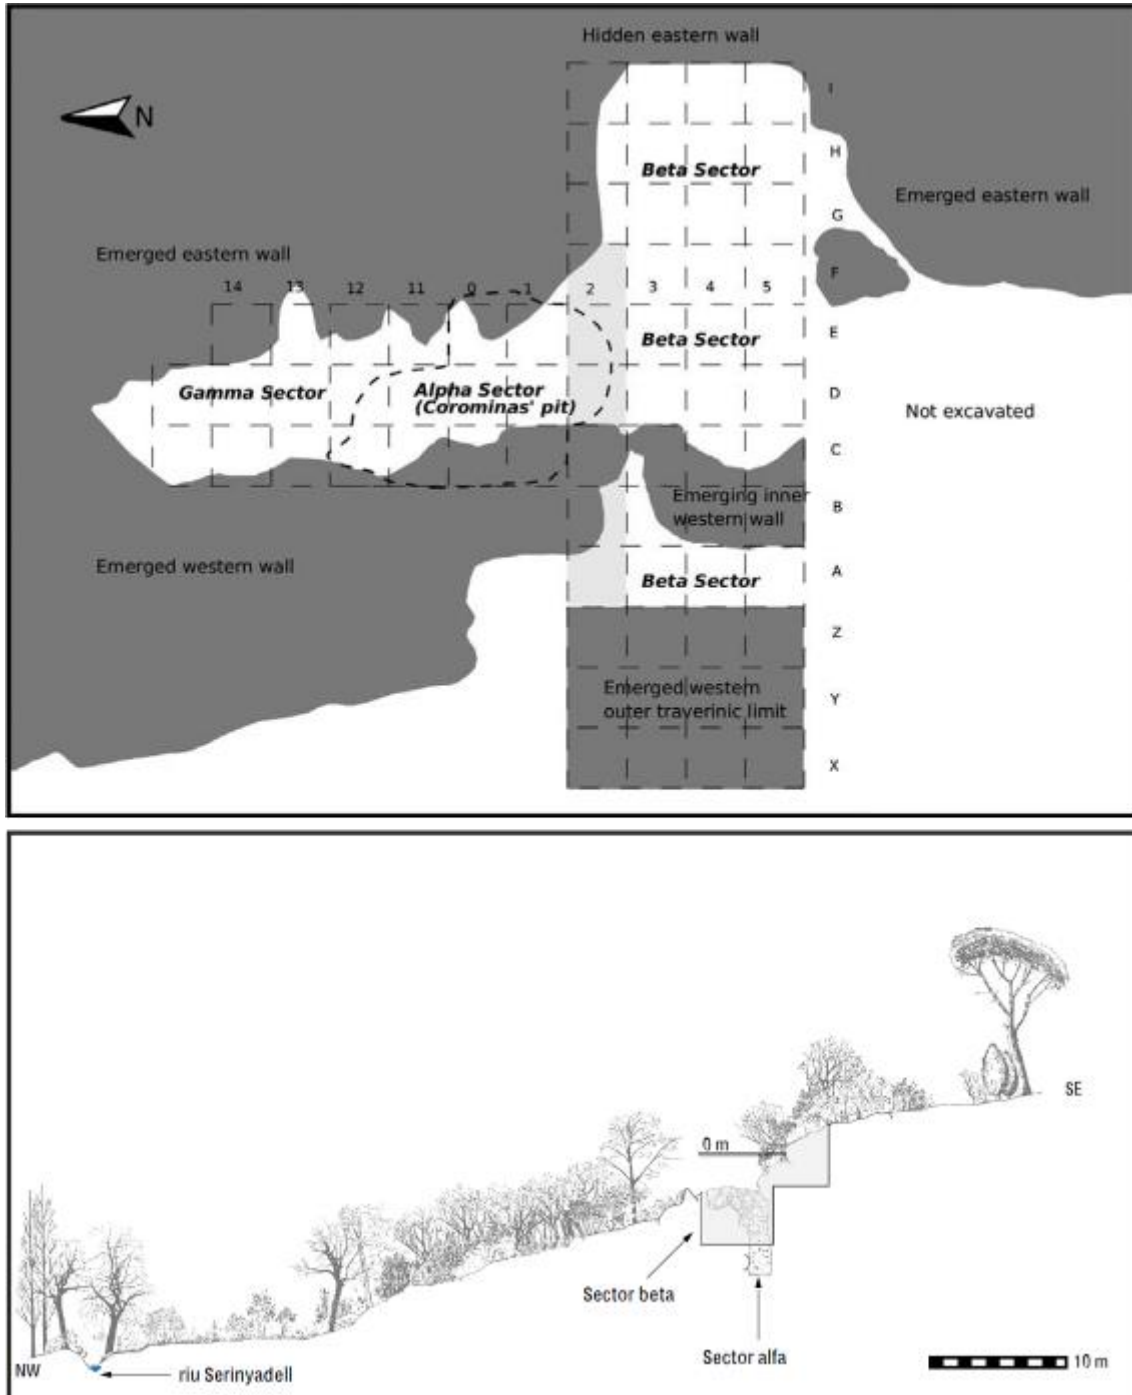 Hidden eastern wall
I
N
H
Beta Sector
Emerged eastern wall
G
Emerged eastern wall
F
14 13 12 11 0 1 2 3 4 5
E
Beta Sector
Gamma Sector
Alpha Sector
(Corominas' pit)
D
Not excavated
C
Emerging inner
western wall
B
Emerged western wall
A
Beta Sector
Z
Emerged western
outer traverinic limit
Y
X
SE
0 m
Sector beta
Sector alfa
NW
riu Serinyadell
10 m